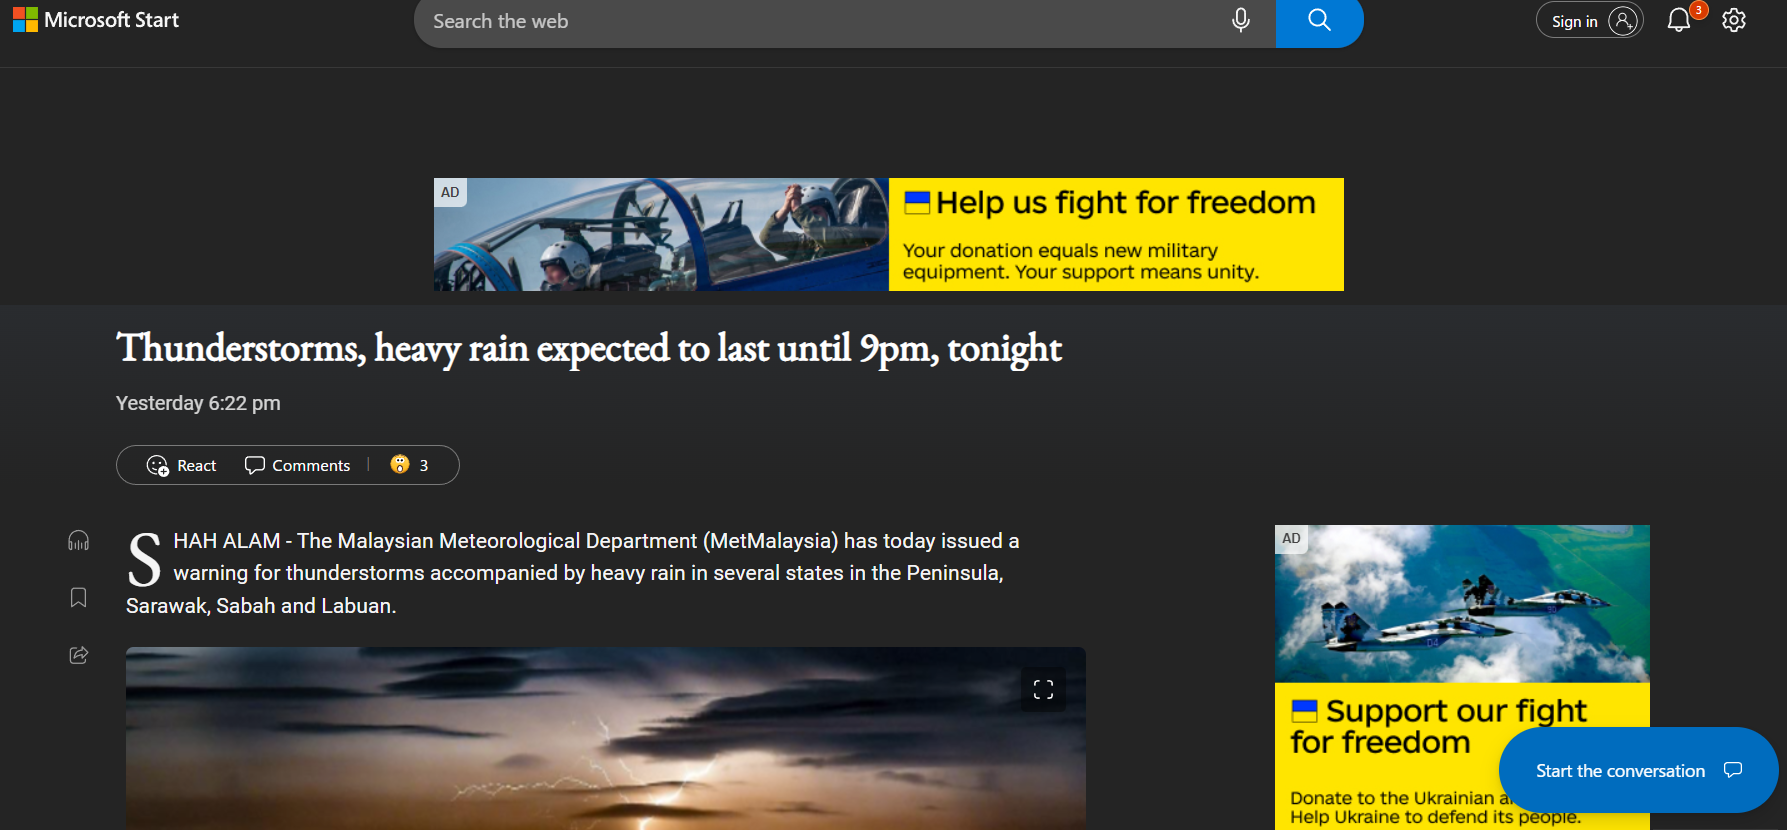 Microsoft Start
Search the web
Sign in
3
AD
Help us fight for freedom
Your donation equals new military
equipment. Your support means unity.
Thunderstorms, heavy rain expected to last until 9pm, tonight
Yesterday 6:22 pm
React
Comments
3
SHAH ALAM - The Malaysian Meteorological Department (MetMalaysia) has today issued a
warning for thunderstorms accompanied by heavy rain in several states in the Peninsula,
Sarawak, Sabah and Labuan.
AD
Support our fight
for freedom
Donate to the Ukrainian
Help Ukraine to defend its people.
Start the conversation